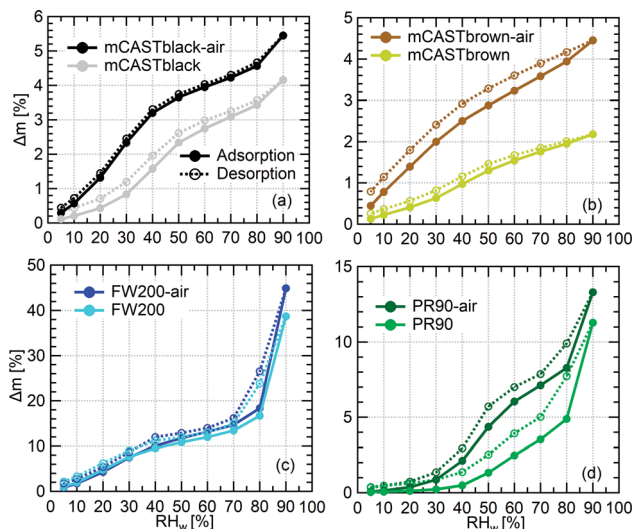 6
5
4
3
2
1
0
Δm [%]
mCASTblack-air
mCASTblack
Adsorption
Desorption
(a)
0 10 20 30 40 50 60 70 80 90 100
5
4
3
2
1
0
Δm [%]
mCASTbrown-air
mCASTbrown
(b)
0 10 20 30 40 50 60 70 80 90 100
50
40
30
20
10
0
Δm [%]
FW200-air
FW200
(c)
0 10 20 30 40 50 60 70 80 90 100
RHw [%]
15
10
5
0
Δm [%]
PR90-air
PR90
(d)
0 10 20 30 40 50 60 70 80 90 100
RHw [%]